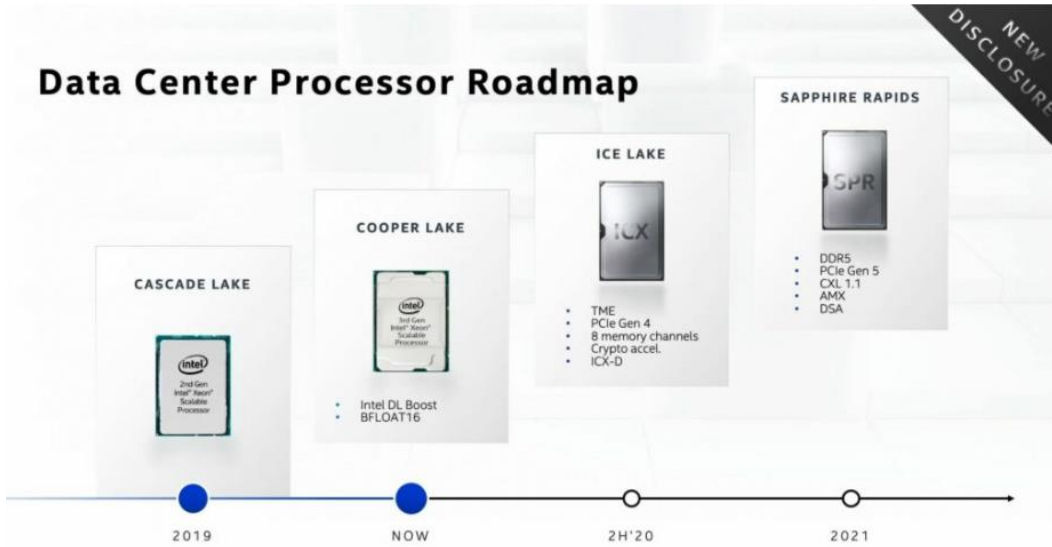 NEW
DISCLOSURE
Data Center Processor Roadmap
CASCADE LAKE
intel
2nd Gen
Intel® Xeon®
Scalable
Processor
2019
COOPER LAKE
intel
3rd Gen
Intel® Xeon®
Scalable
Processor
• Intel DL Boost
• BFLOAT16
NOW
ICE LAKE
ICX
• TME
• PCIe Gen 4
• 8 memory channels
• Crypto accel.
• ICX-D
2H'20
SAPPHIRE RAPIDS
SPR
• DDR5
• PCIe Gen 5
• CXL 1.1
• AMX
• DSA
2021